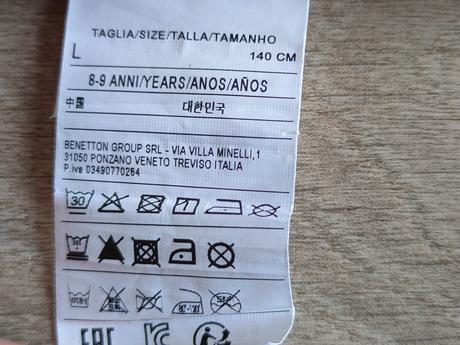 TAGLIA/SIZE/TALLA/TAMANHO
L 140 CM
8-9 ANNI/YEARS/ANOS/AÑOS
中国 대한민국
BENETTON GROUP SRL - VIA VILLA MINELLI,1
31050 PONZANO VENETO TREVISO ITALIA
P.iva 03490770264
30
EAC